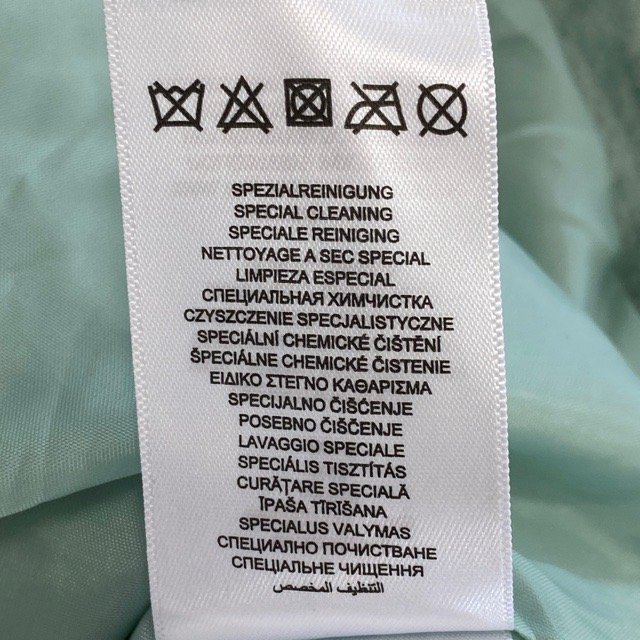 SPEZIALREINIGUNG
SPECIAL CLEANING
SPECIALE REINIGING
NETTOYAGE A SEC SPECIAL
LIMPIEZA ESPECIAL
СПЕЦИАЛЬНАЯ ХИМЧИСТКА
CZYSZCZENIE SPECJALISTYCZNE
SPECIÁLNÍ CHEMICKÉ ČIŠTĚNÍ
ŠPECIÁLNE CHEMICKÉ ČISTENIE
ΕΙΔΙΚΟ ΣΤΕΓΝΟ ΚΑΘΑΡΙΣΜΑ
SPECIJALNO ČIŠĆENJE
POSEBNO ČIŠČENJE
LAVAGGIO SPECIALE
SPECIÁLIS TISZTÍTÁS
CURĂȚARE SPECIALĂ
ĪPAŠA TĪRĪŠANA
SPECIALUS VALYMAS
СПЕЦИАЛНО ПОЧИСТВАНЕ
СПЕЦІАЛЬНЕ ЧИЩЕННЯ
التنظيف المخصص